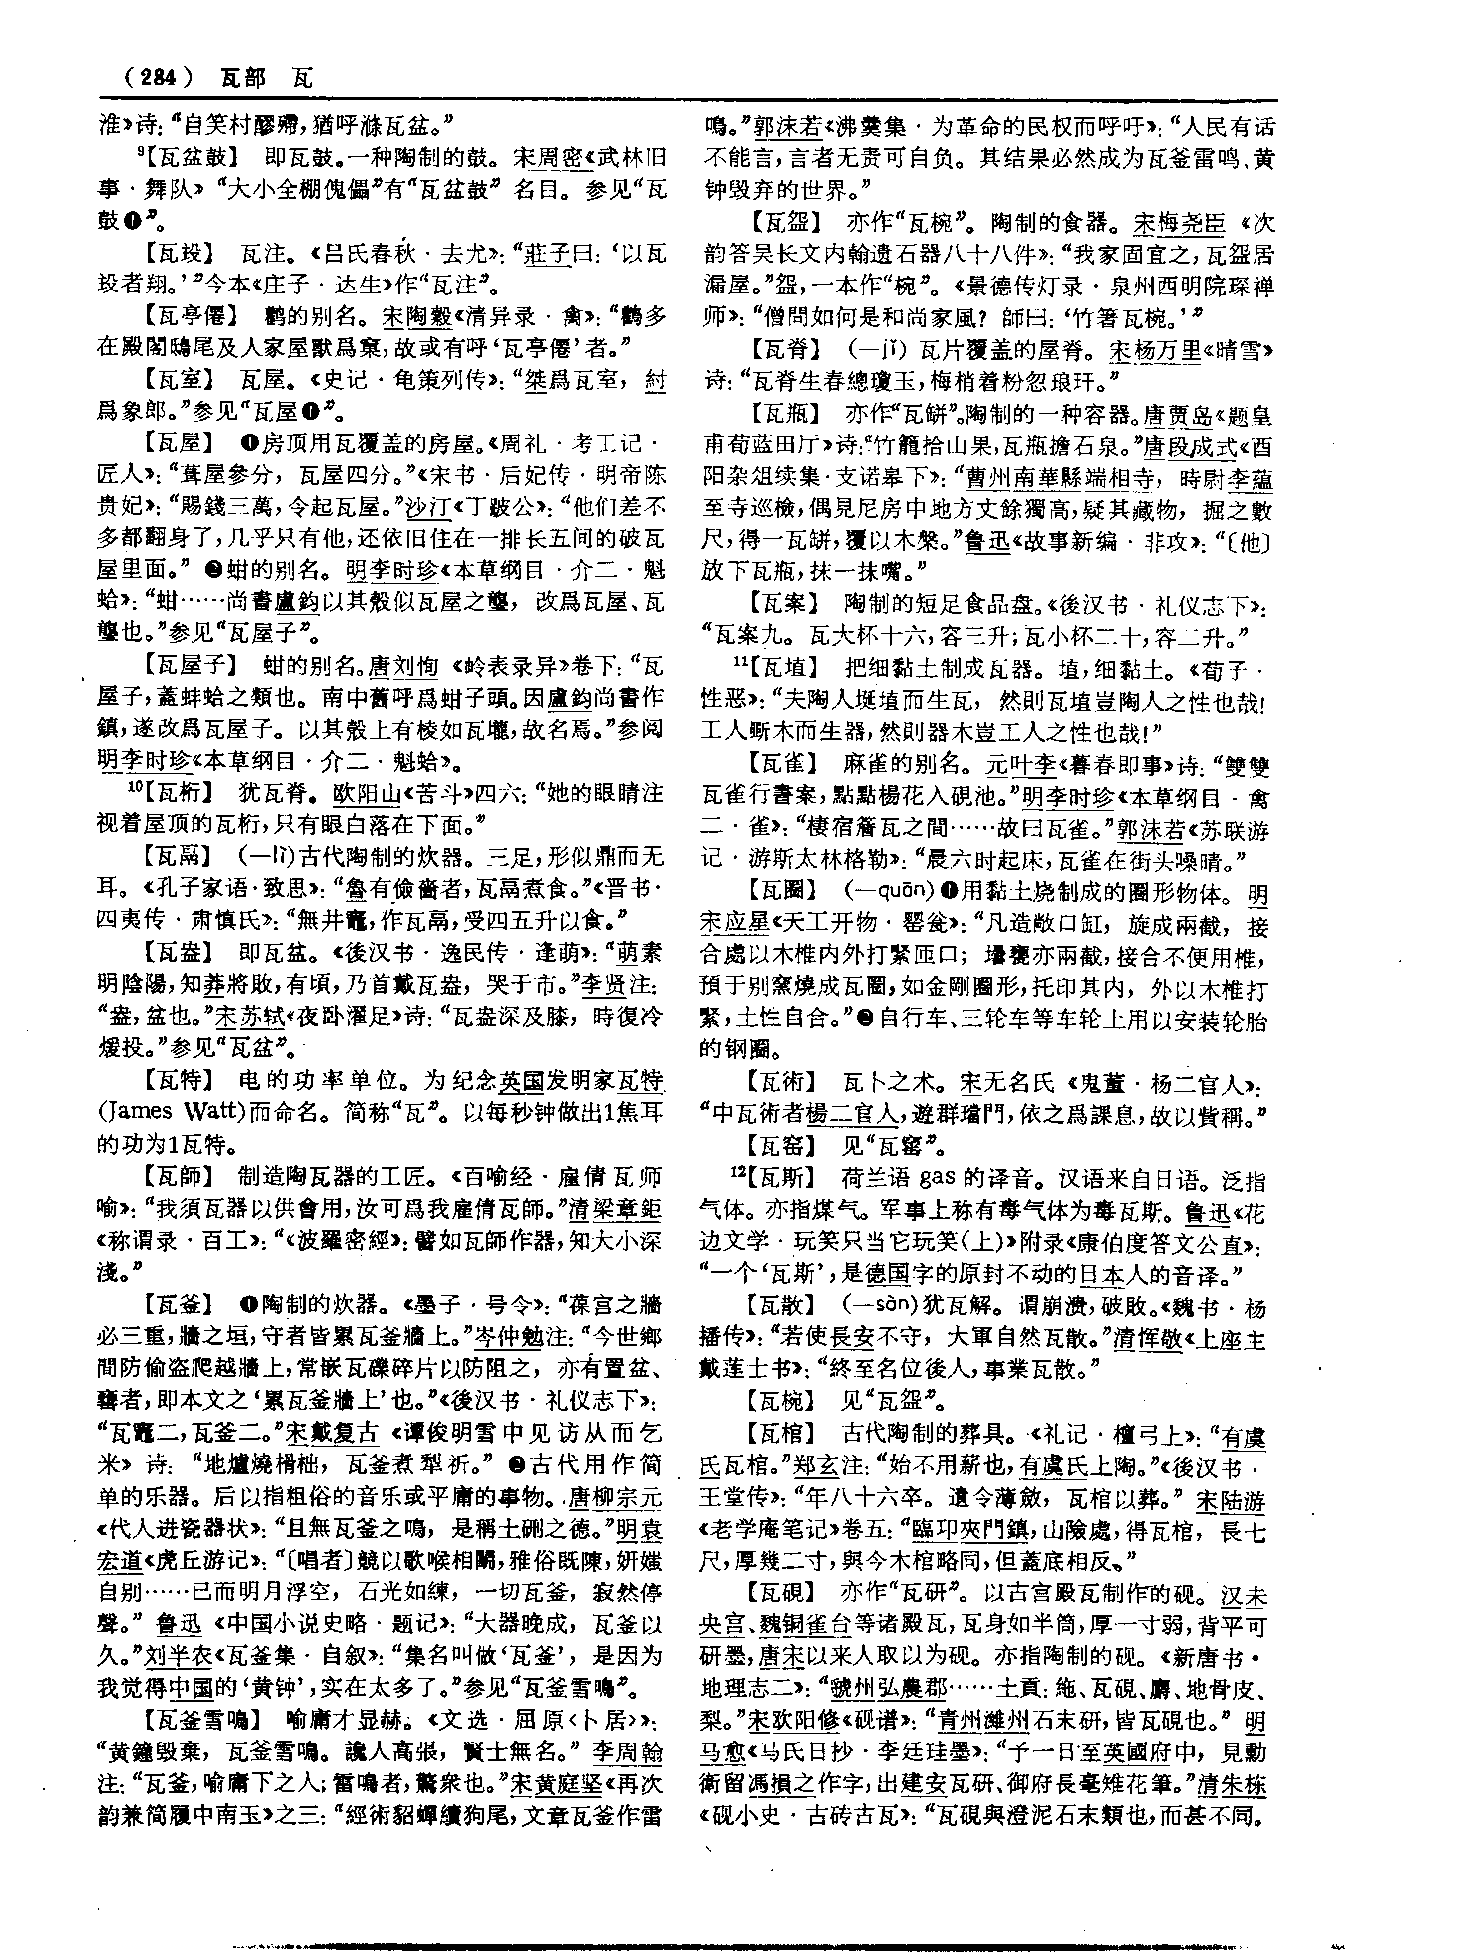 （284） 瓦部 瓦
淮》诗：“自笑村醪殢，猶呼滌瓦盆。”
⁹【瓦盆鼓】 即瓦鼓。一种陶制的鼓。宋周密《武林旧
事·舞队》“大小全棚傀儡”有“瓦盆鼓” 名目。参见“瓦
鼓❶”。
【瓦投】 瓦注。《吕氏春秋·去尤》：“莊子曰：‘以瓦
投者翔。’”今本《庄子·达生》作“瓦注”。
【瓦亭僊】 鹳的别名。宋陶穀《清异录·禽》：“鸛多
在殿閣鴟尾及人家屋獸爲窠，故或有呼‘瓦亭僊’者。”
【瓦室】 瓦屋。《史记·龟策列传》：“桀爲瓦室，紂
爲象郎。”参见“瓦屋❶”。
【瓦屋】 ❶房顶用瓦覆盖的房屋。《周礼·考工记·
匠人》：“葺屋參分，瓦屋四分。”《宋书·后妃传·明帝陈
贵妃》：“賜錢三萬，令起瓦屋。”沙汀《丁跛公》：“他们差不
多都翻身了，几乎只有他，还依旧住在一排长五间的破瓦
屋里面。”❷蚶的别名。明李时珍《本草纲目·介二·魁
蛤》：“蚶……尚書盧鈞以其殼似瓦屋之壟，改爲瓦屋、瓦
壟也。”参见“瓦屋子”。
【瓦屋子】 蚶的别名。唐刘恂《岭表录异》卷下：“瓦
屋子，蓋蚌蛤之類也。南中舊呼爲蚶子頭。因盧鈞尚書作
鎮，遂改爲瓦屋子。以其殼上有棱如瓦壠，故名焉。”参阅
明李时珍《本草纲目·介二·魁蛤》。
¹⁰【瓦桁】 犹瓦脊。欧阳山《苦斗》四六：“她的眼睛注
视着屋顶的瓦桁，只有眼白落在下面。”
【瓦鬲】 (—lì)古代陶制的炊器。三足，形似鼎而无
耳。《孔子家语·致思》：“魯有儉嗇者，瓦鬲煮食。”《晋书·
四夷传·肃慎氏》：“無井竈，作瓦鬲，受四五升以食。”
【瓦盎】 即瓦盆。《後汉书·逸民传·逢萌》：“萌素
明陰陽，知莽將敗，有頃，乃首戴瓦盎，哭于市。”李贤注：
“盎，盆也。”宋苏轼《夜卧濯足》诗：“瓦盎深及膝，時復冷
煖投。”参见“瓦盆”。
【瓦特】 电的功率单位。为纪念英国发明家瓦特
(James Watt)而命名。简称“瓦”。以每秒钟做出1焦耳
的功为1瓦特。
【瓦師】 制造陶瓦器的工匠。《百喻经·雇倩瓦师
喻》：“我須瓦器以供會用，汝可爲我雇倩瓦師。”清梁章鉅
《称谓录·百工》：“《波羅密經》：譬如瓦師作器，知大小深
淺。”
【瓦釜】 ❶陶制的炊器。《墨子·号令》：“葆宫之牆
必三重，牆之垣，守者皆累瓦釜牆上。”岑仲勉注：“今世鄉
間防偷盗爬越牆上，常嵌瓦礫碎片以防阻之，亦有置盆、
罋者，即本文之‘累瓦釜牆上’也。”《後汉书·礼仪志下》：
“瓦竈二，瓦釜二。”宋戴复古《谭俊明雪中见访从而乞
米》诗：“地爐燒榾柮，瓦釜煮犁祈。”❷古代用作简
单的乐器。后以指粗俗的音乐或平庸的事物。唐柳宗元
《代人进瓷器状》：“且無瓦釜之鳴，是稱土硎之德。”明袁
宏道《虎丘游记》：“〔唱者〕競以歌喉相鬭，雅俗既陳，妍媸
自别……已而明月浮空，石光如練，一切瓦釜，寂然停
聲。”鲁迅《中国小说史略·题记》：“大器晚成，瓦釜以
久。”刘半农《瓦釜集·自叙》：“集名叫做‘瓦釜’，是因为
我觉得中国的‘黄钟’，实在太多了。”参见“瓦釜雷鳴”。
【瓦釜雷鳴】 喻庸才显赫。《文选·屈原〈卜居〉》：
“黄鐘毁棄，瓦釜雷鳴。讒人高張，賢士無名。”李周翰
注：“瓦釜，喻庸下之人；雷鳴者，驚衆也。”宋黄庭坚《再次
韵兼简履中南玉》之三：“經術貂蟬續狗尾，文章瓦釜作雷
鳴。”郭沫若《沸羹集·为革命的民权而呼吁》：“人民有话
不能言，言者无责可自负。其结果必然成为瓦釜雷鸣、黄
钟毁弃的世界。”
【瓦盌】 亦作“瓦椀”。陶制的食器。宋梅尧臣《次
韵答吴长文内翰遗石器八十八件》：“我家固宜之，瓦盌居
漏屋。”盌，一本作“椀”。《景德传灯录·泉州西明院琛禅
师》：“僧問如何是和尚家風？師曰：‘竹箸瓦椀。’”
【瓦脊】 (—jǐ) 瓦片覆盖的屋脊。宋杨万里《晴雪》
诗：“瓦脊生春總瓊玉，梅梢着粉忽琅玕。”
【瓦瓶】 亦作“瓦缾”。陶制的一种容器。唐贾岛《题皇
甫荀蓝田厅》诗：“竹籠拾山果，瓦瓶擔石泉。”唐段成式《酉
阳杂俎续集·支诺皋下》：“曹州南華縣端相寺，時尉李蕴
至寺巡檢，偶見尼房中地方丈餘獨高，疑其藏物，掘之數
尺，得一瓦缾，覆以木槃。”鲁迅《故事新编·非攻》：“〔他〕
放下瓦瓶，抹一抹嘴。”
【瓦案】 陶制的短足食品盘。《後汉书·礼仪志下》：
“瓦案九。瓦大杯十六，容三升；瓦小杯二十，容二升。”
¹¹【瓦埴】 把细黏土制成瓦器。埴，细黏土。《荀子·
性恶》：“夫陶人埏埴而生瓦，然則瓦埴豈陶人之性也哉！
工人斲木而生器，然則器木豈工人之性也哉！”
【瓦雀】 麻雀的别名。元叶李《暮春即事》诗：“雙雙
瓦雀行書案，點點楊花入硯池。”明李时珍《本草纲目·禽
二·雀》：“棲宿簷瓦之間……故曰瓦雀。”郭沫若《苏联游
记·游斯太林格勒》：“晨六时起床，瓦雀在街头噪晴。”
【瓦圈】 (—quān)❶用黏土烧制成的圈形物体。明
宋应星《天工开物·罂瓮》：“凡造敞口缸，旋成兩截，接
合處以木椎内外打緊匝口；罎甕亦兩截，接合不便用椎，
預于别窯燒成瓦圈，如金剛圈形，托印其内，外以木椎打
緊，土性自合。”❷自行车、三轮车等车轮上用以安装轮胎
的钢圈。
【瓦術】 瓦卜之术。宋无名氏《鬼董·杨二官人》：
“中瓦術者楊二官人，遊群璫門，依之爲課息，故以貲稱。”
【瓦窑】 见“瓦窰”。
¹²【瓦斯】 荷兰语 gas 的译音。汉语来自日语。泛指
气体。亦指煤气。军事上称有毒气体为毒瓦斯。鲁迅《花
边文学·玩笑只当它玩笑(上)》附录《康伯度答文公直》：
“一个‘瓦斯’，是德国字的原封不动的日本人的音译。”
【瓦散】 (—sàn)犹瓦解。谓崩溃，破败。《魏书·杨
播传》：“若使長安不守，大軍自然瓦散。”清恽敬《上座主
戴莲士书》：“終至名位後人，事業瓦散。”
【瓦椀】 见“瓦盌”。
【瓦棺】 古代陶制的葬具。《礼记·檀弓上》：“有虞
氏瓦棺。”郑玄注：“始不用薪也，有虞氏上陶。”《後汉书·
王堂传》：“年八十六卒。遺令薄斂，瓦棺以葬。”宋陆游
《老学庵笔记》卷五：“臨邛夾門鎮，山險處，得瓦棺，長七
尺，厚幾二寸，與今木棺略同，但蓋底相反。”
【瓦硯】 亦作“瓦研”。以古宫殿瓦制作的砚。汉未
央宫、魏铜雀台等诸殿瓦，瓦身如半筒，厚一寸弱，背平可
研墨，唐宋以来人取以为砚。亦指陶制的砚。《新唐书·
地理志二》：“虢州弘農郡……土貢：絁、瓦硯、麝、地骨皮、
梨。”宋欧阳修《砚谱》：“青州濰州石末研，皆瓦硯也。”明
马愈《马氏日抄·李廷珪墨》：“予一日至英國府中，見勳
衛留馮損之作字，出建安瓦研、御府長毫雉花筆。”清朱栋
《砚小史·古砖古瓦》：“瓦硯與澄泥石末類也，而甚不同。